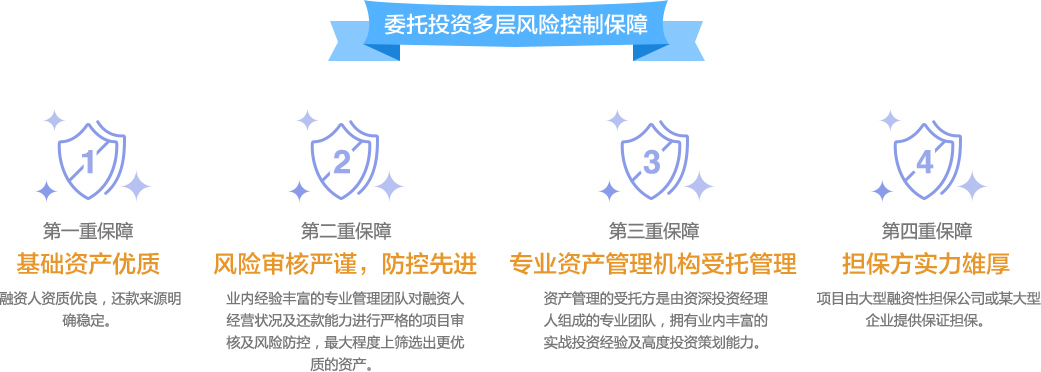 委托投资多层风险控制保障
1
第一重保障
基础资产优质
融资人资质优良，还款来源明
确稳定。
2
第二重保障
风险审核严谨，防控先进
业内经验丰富的专业管理团队对融资人
经营状况及还款能力进行严格的项目审
核及风险防控，最大程度上筛选出更优
质的资产。
3
第三重保障
专业资产管理机构受托管理
资产管理的受托方是由资深投资经理
人组成的专业团队，拥有业内丰富的
实战投资经验及高度投资策划能力。
4
第四重保障
担保方实力雄厚
项目由大型融资性担保公司或某大型
企业提供保证担保。